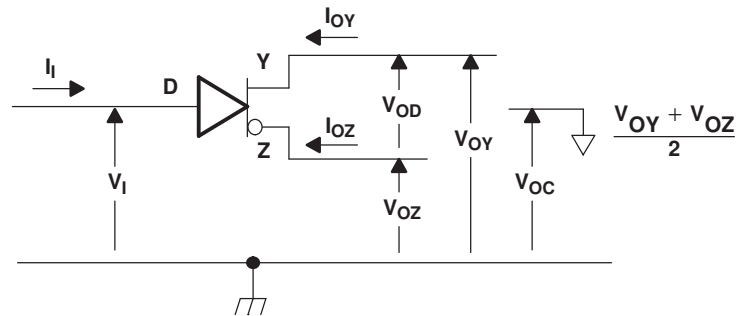 I_OY
I_I
D
Y
V_OD
I_OZ
Z
V_OY
V_OY + V_OZ
2
V_I
V_OZ
V_OC